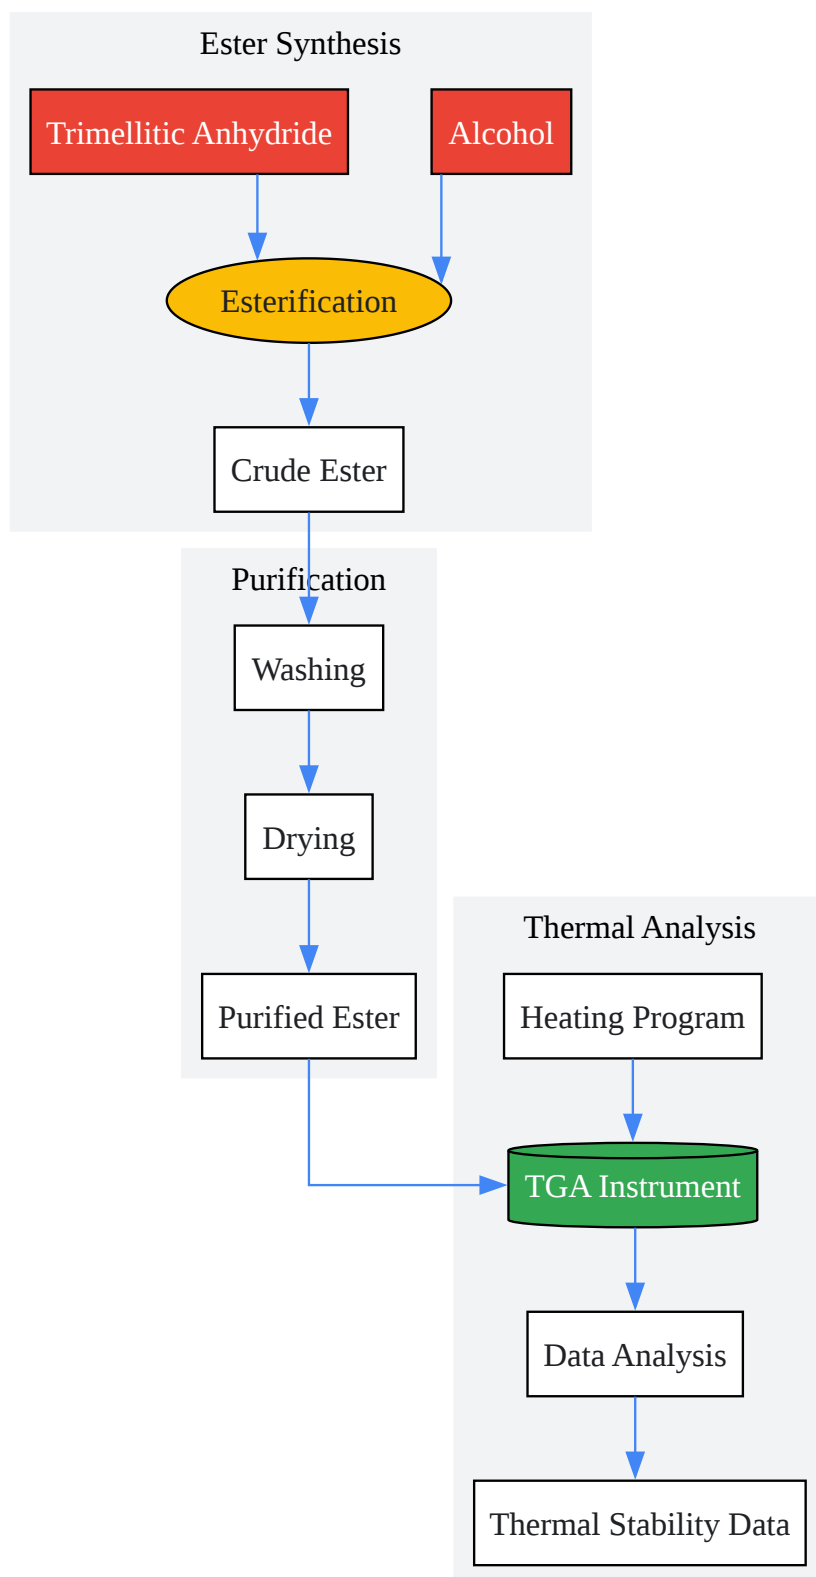 Ester Synthesis
Trimellitic Anhydride
Alcohol
Esterification
Crude Ester
Purification
Washing
Drying
Purified Ester
Thermal Analysis
Heating Program
TGA Instrument
Data Analysis
Thermal Stability Data